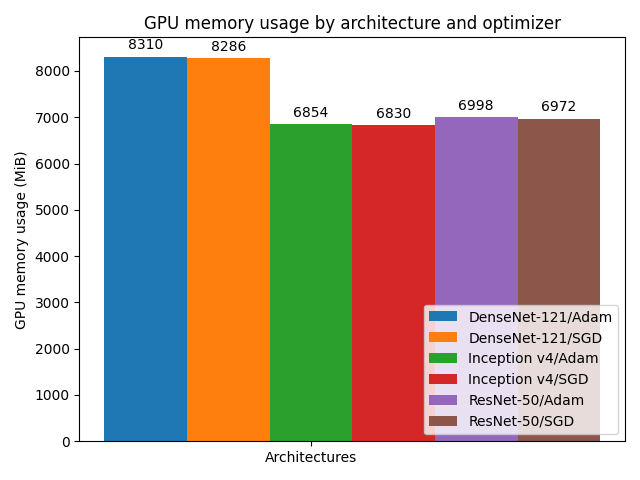 GPU memory usage by architecture and optimizer
8310
8286
6854
6830
6998
6972
8000
7000
6000
5000
4000
3000
2000
1000
0
GPU memory usage (MiB)
DenseNet-121/Adam
DenseNet-121/SGD
Inception v4/Adam
Inception v4/SGD
ResNet-50/Adam
ResNet-50/SGD
Architectures